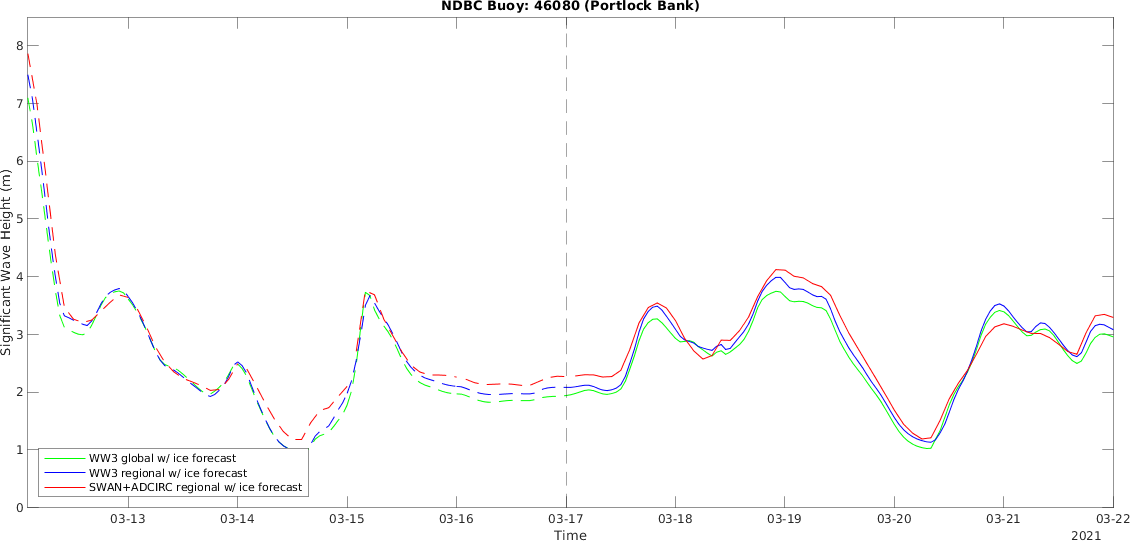 NDBC Buoy: 46080 (Portlock Bank)
Significant Wave Height (m)
8
7
6
5
4
3
2
1
0
WW3 global w/ ice forecast
WW3 regional w/ ice forecast
SWAN+ADCIRC regional w/ ice forecast
03-13 03-14 03-15 03-16 03-17 03-18 03-19 03-20 03-21 03-22
Time
2021